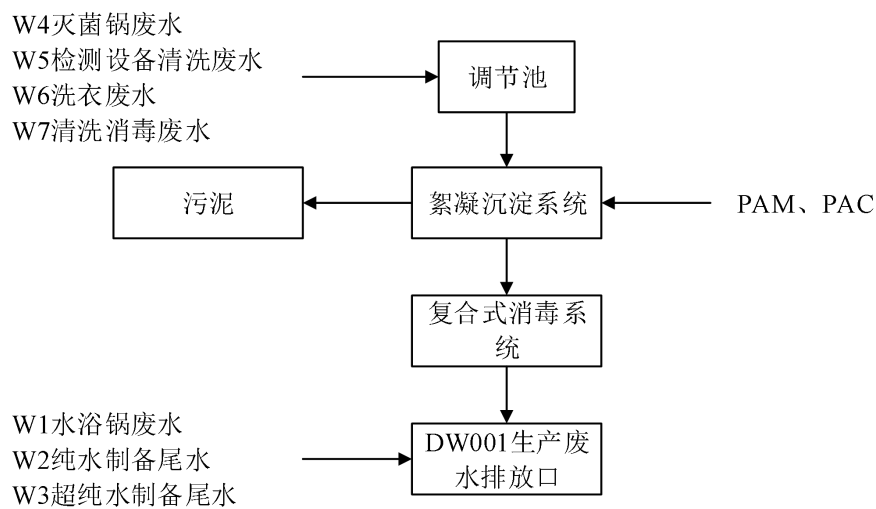 W4灭菌锅废水
W5检测设备清洗废水
W6洗衣废水
W7清洗消毒废水
调节池
污泥
絮凝沉淀系统
PAM、PAC
复合式消毒系
统
W1水浴锅废水
W2纯水制备尾水
W3超纯水制备尾水
DW001生产废
水排放口